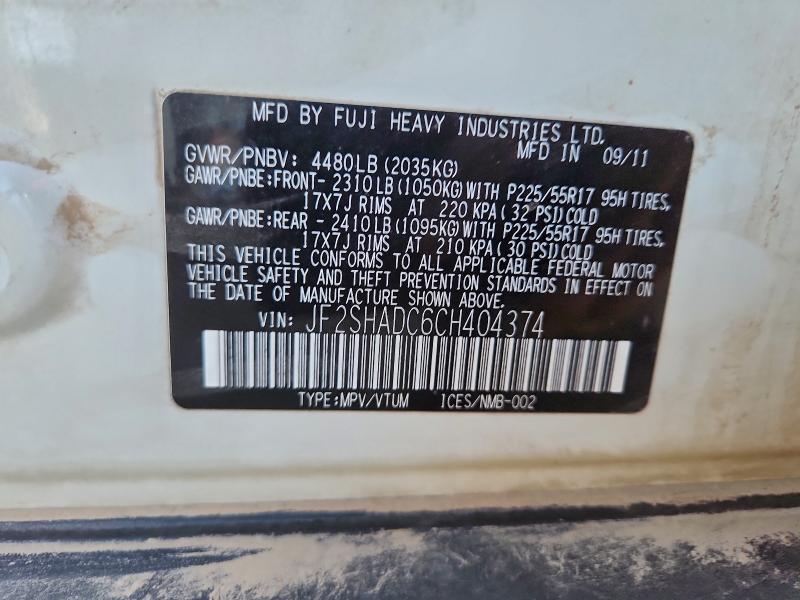 MFD BY FUJI HEAVY INDUSTRIES LTD.
MFD IN 09/11
GVWR/PNBV: 4480LB (2035KG)
GAWR/PNBE:FRONT- 2310LB (1050KG) WITH P225/55R17 95H TIRES,
17X7J RIMS AT 220 KPA (32 PSI) COLD
GAWR/PNBE:REAR - 2410LB (1095KG) WITH P225/55R17 95H TIRES,
17X7J RIMS AT 210 KPA (30 PSI) COLD
THIS VEHICLE CONFORMS TO ALL APPLICABLE FEDERAL MOTOR
VEHICLE SAFETY AND THEFT PREVENTION STANDARDS IN EFFECT ON
THE DATE OF MANUFACTURE SHOWN ABOVE.
VIN: JF2SHADC6CH404374
TYPE:MPV/VTUM ICES/NMB-002